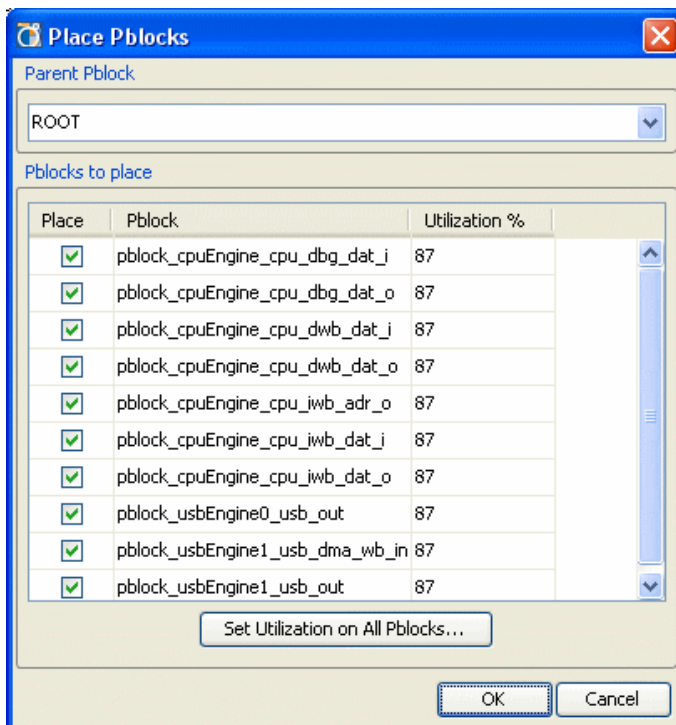 Place Pblocks
Parent Pblock
ROOT
Pblocks to place
Place Pblock Utilization %
pblock_cpuEngine_cpu_dbg_dat_i 87
pblock_cpuEngine_cpu_dbg_dat_o 87
pblock_cpuEngine_cpu_dwb_dat_i 87
pblock_cpuEngine_cpu_dwb_dat_o 87
pblock_cpuEngine_cpu_iwb_adr_o 87
pblock_cpuEngine_cpu_iwb_dat_i 87
pblock_cpuEngine_cpu_iwb_dat_o 87
pblock_usbEngine0_usb_out 87
pblock_usbEngine1_usb_dma_wb_in 87
pblock_usbEngine1_usb_out 87
Set Utilization on All Pblocks...
OK Cancel